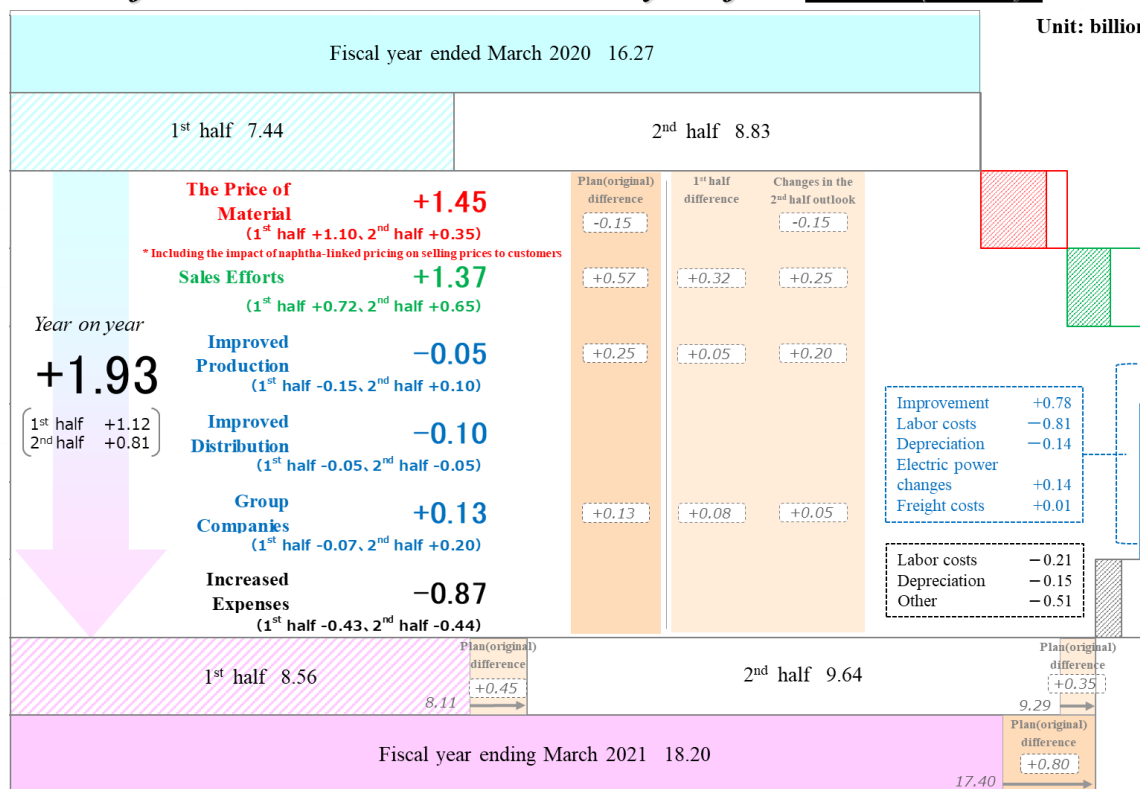 Unit: billion
Fiscal year ended March 2020 16.27
1st half 7.44
2nd half 8.83
The Price of
Material
+1.45
(1st half +1.10、2nd half +0.35)
* Including the impact of naphtha-linked pricing on selling prices to customers
Plan(original)
difference
-0.15
1st half
difference
Changes in the
2nd half outlook
-0.15
Sales Efforts
+1.37
(1st half +0.72、2nd half +0.65)
+0.57
+0.32
+0.25
Year on year
+1.93
1st half +1.12
2nd half +0.81
Improved
Production
−0.05
(1st half -0.15、2nd half +0.10)
+0.25
+0.05
+0.20
Improved
Distribution
−0.10
(1st half -0.05、2nd half -0.05)
Group
Companies
+0.13
(1st half -0.07、2nd half +0.20)
+0.13
+0.08
+0.05
Improvement +0.78
Labor costs −0.81
Depreciation −0.14
Electric power
changes +0.14
Freight costs +0.01
Increased
Expenses
−0.87
(1st half -0.43、2nd half -0.44)
Labor costs −0.21
Depreciation −0.15
Other −0.51
1st half 8.56
8.11
Plan(original)
difference
+0.45
2nd half 9.64
9.29
Plan(original)
difference
+0.35
Fiscal year ending March 2021 18.20
17.40
Plan(original)
difference
+0.80